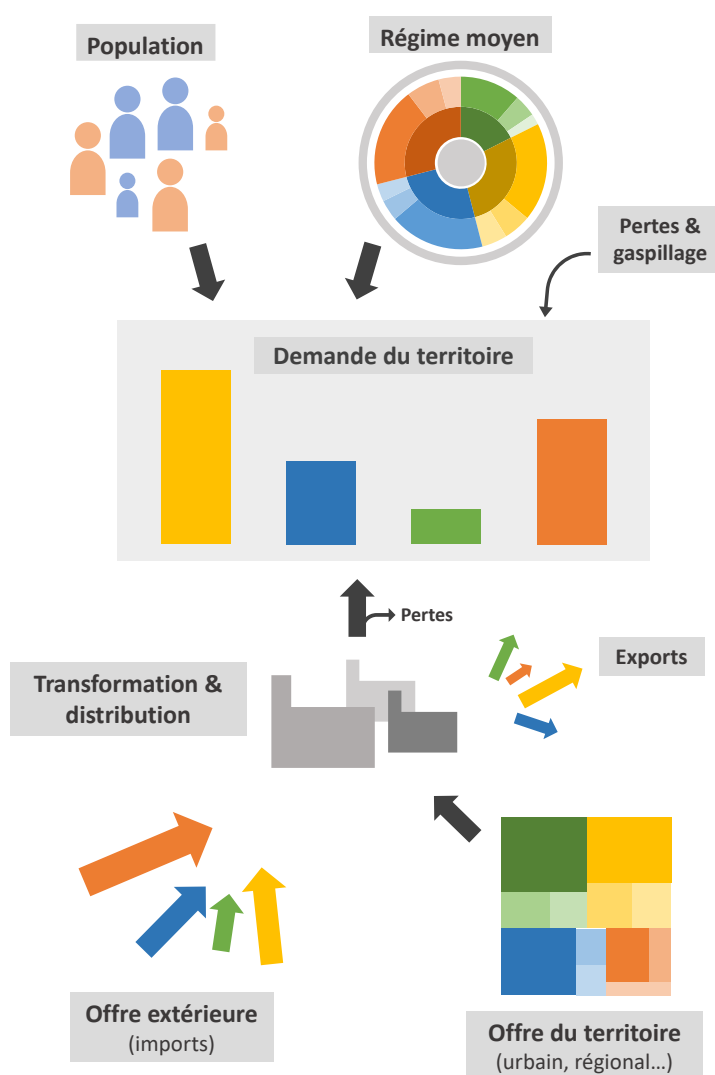 Population
Régime moyen
Pertes &
gaspillage
Demande du territoire
Pertes
Exports
Transformation &
distribution
Offre extérieure
(imports)
Offre du territoire
(urbain, régional…)